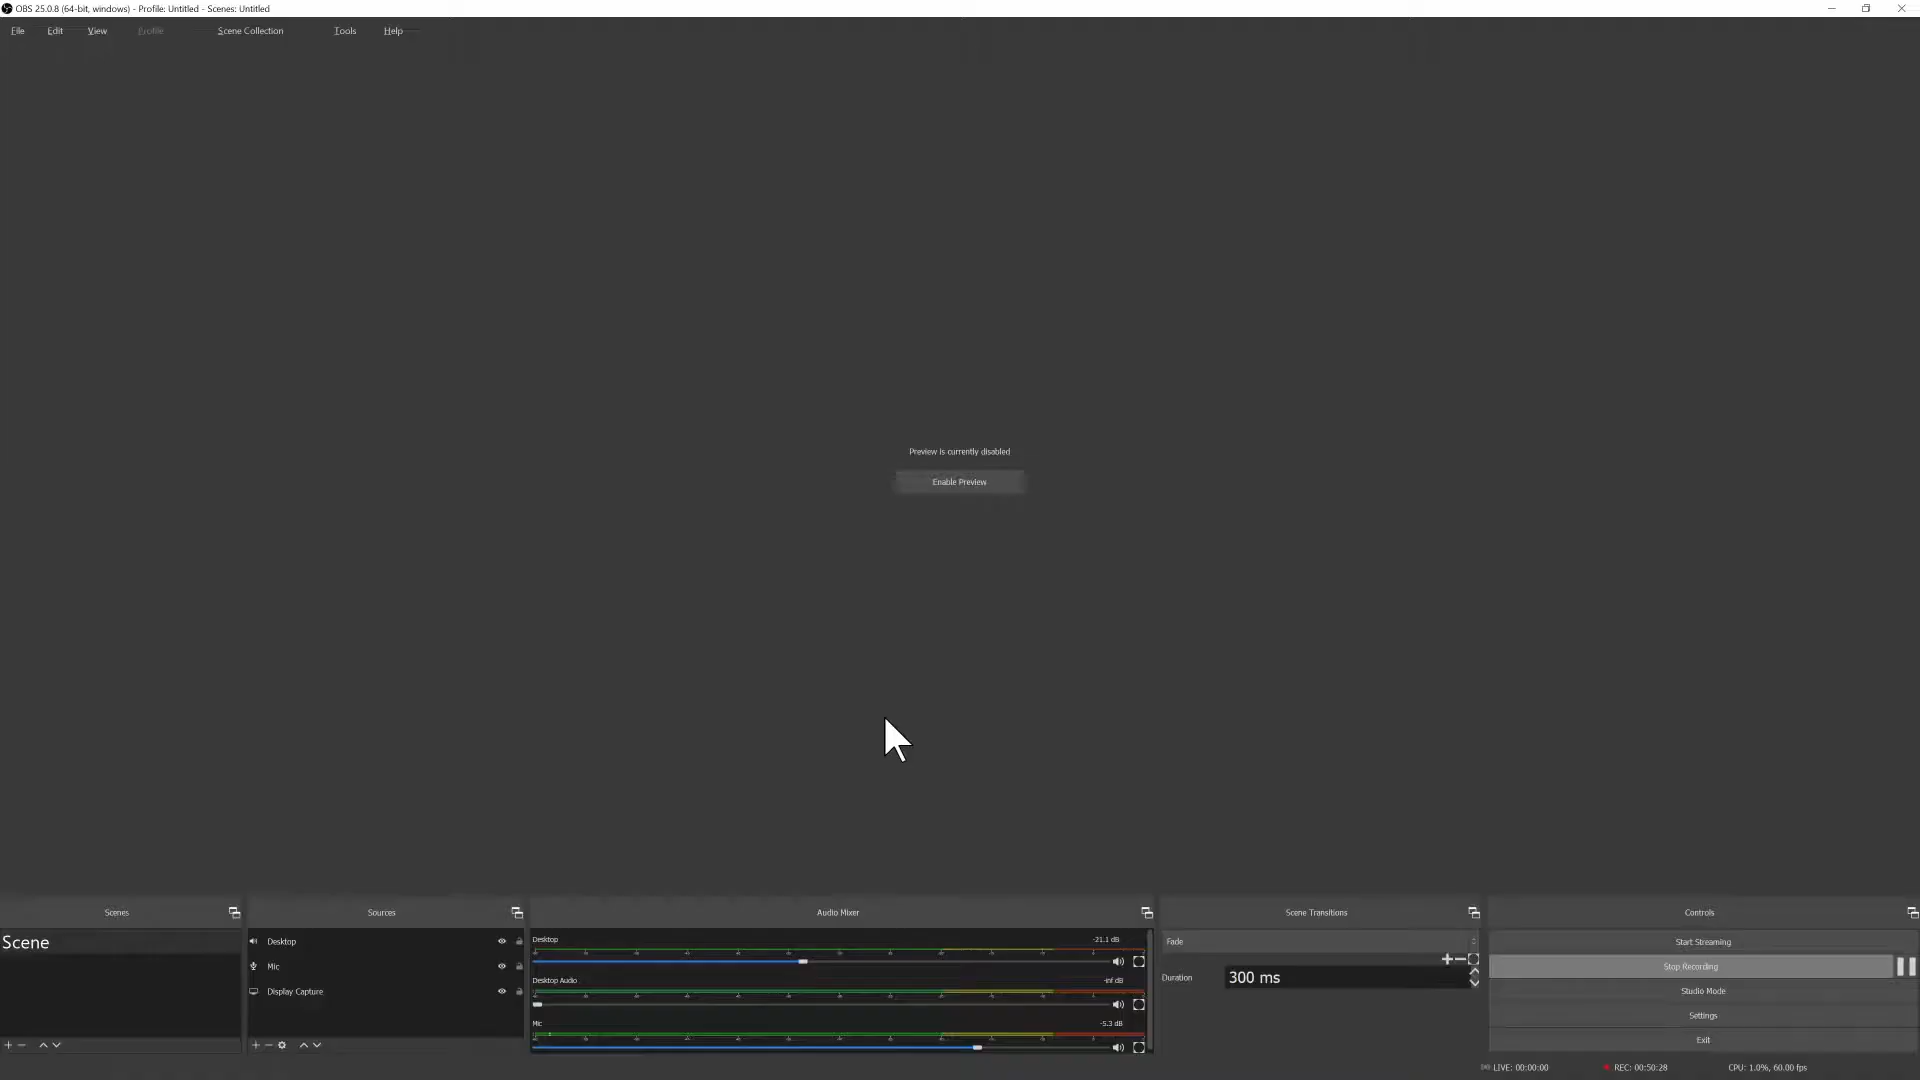 OBS 25.0.8 (64-bit, windows) - Profile: Untitled - Scenes: Untitled
File Edit View Profile Scene Collection Tools Help
Preview is currently disabled
Enable Preview
Scenes
Scene
Sources
Desktop
Mic
Display Capture
Audio Mixer
Desktop -21.1 dB
Desktop Audio -inf dB
Mic -5.3 dB
Scene Transitions
Fade
Duration 300 ms
Controls
Start Streaming
Stop Recording
Studio Mode
Settings
Exit
LIVE: 00:00:00 REC: 00:50:28 CPU: 1.0%, 60.00 fps